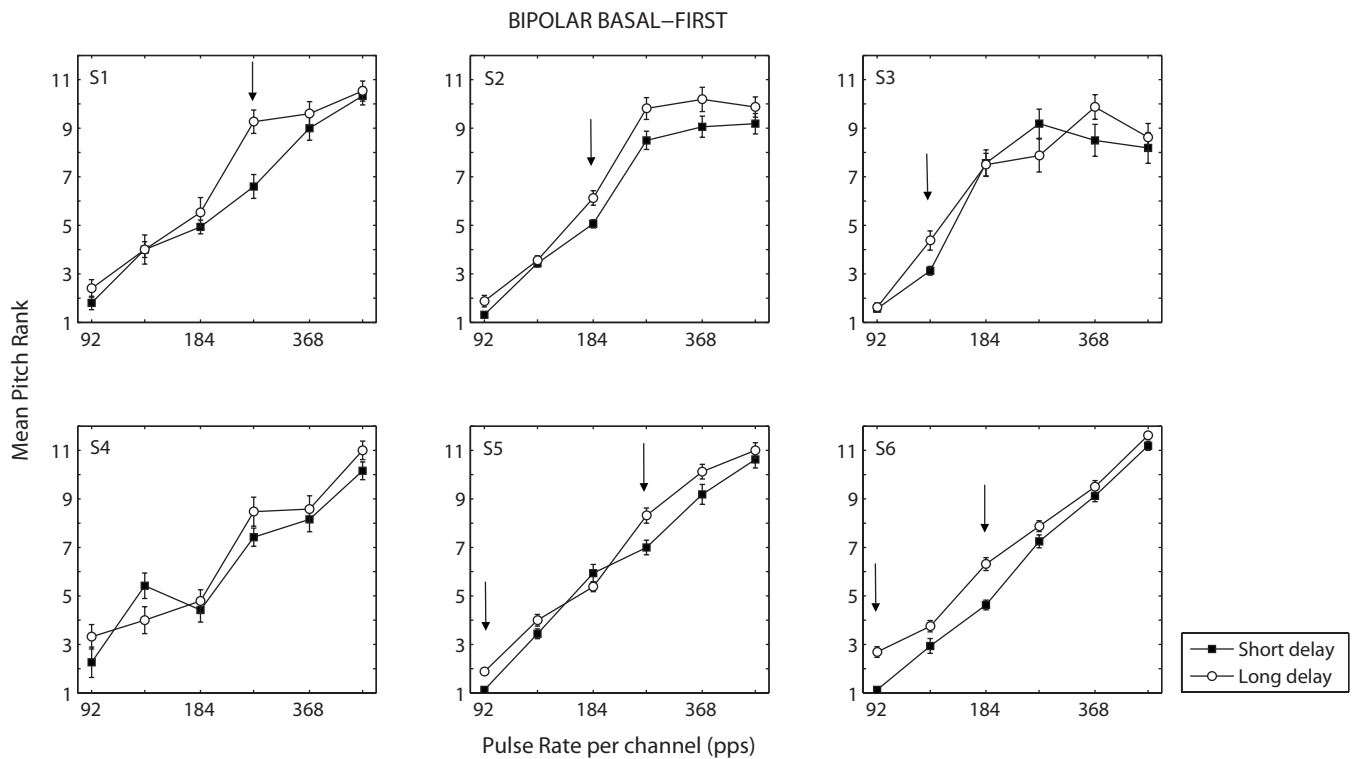 BIPOLAR BASAL–FIRST
Mean Pitch Rank
S1
11
9
7
5
3
1
92 184 368
S2
11
9
7
5
3
1
92 184 368
S3
11
9
7
5
3
1
92 184 368
S4
11
9
7
5
3
1
92 184 368
S5
11
9
7
5
3
1
92 184 368
S6
11
9
7
5
3
1
92 184 368
Short delay
Long delay
Pulse Rate per channel (pps)